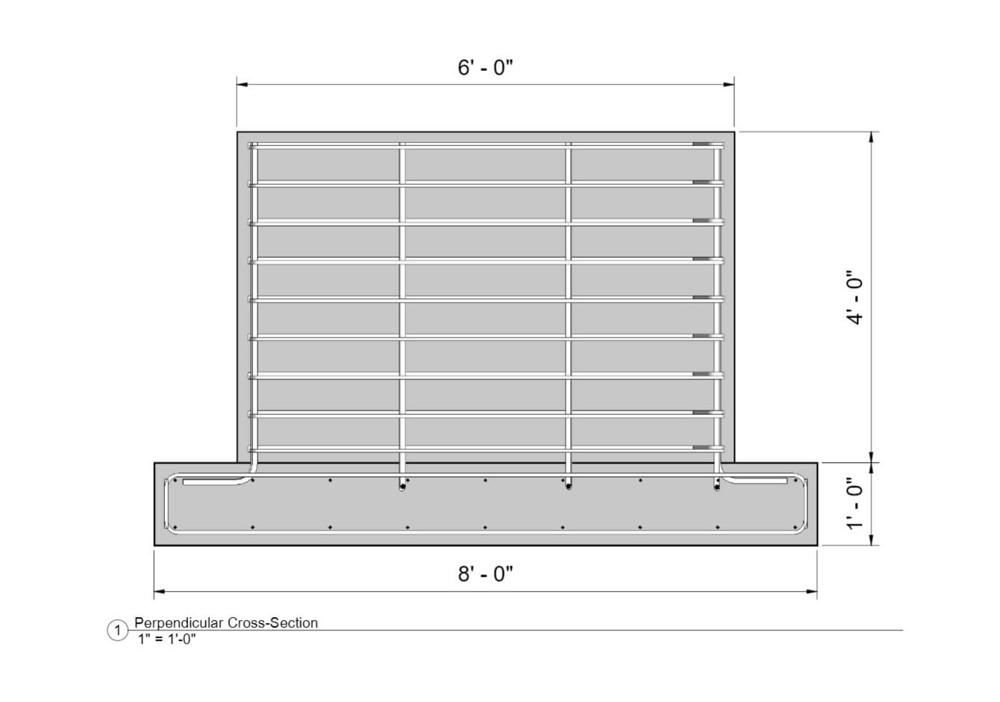 6' - 0"
4' - 0"
1' - 0"
8' - 0"
1 Perpendicular Cross-Section
1" = 1'-0"